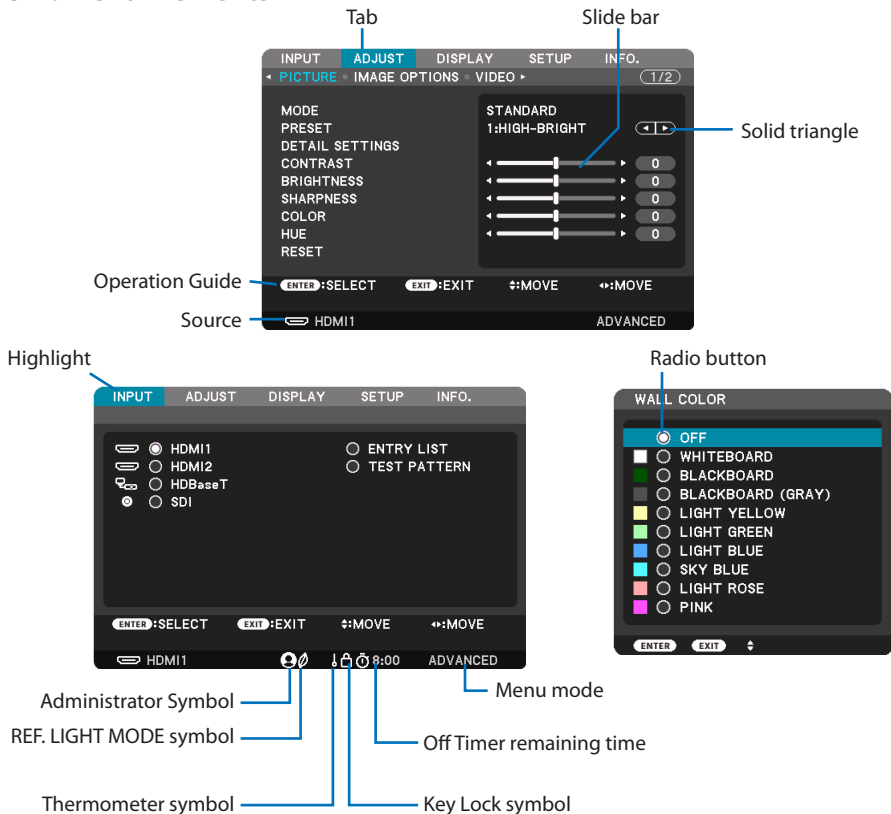 Tab
Slide bar
INPUT ADJUST DISPLAY SETUP INFO.
PICTURE IMAGE OPTIONS VIDEO 1/2
MODE STANDARD
PRESET 1:HIGH-BRIGHT
Solid triangle
DETAIL SETTINGS
CONTRAST 0
BRIGHTNESS 0
SHARPNESS 0
COLOR 0
HUE 0
RESET
Operation Guide
ENTER :SELECT EXIT :EXIT :MOVE :MOVE
Source
HDMI1 ADVANCED
Highlight
INPUT ADJUST DISPLAY SETUP INFO.
HDMI1 ENTRY LIST
HDMI2 TEST PATTERN
HDBaseT
SDI
ENTER :SELECT EXIT :EXIT :MOVE :MOVE
HDMI1 8:00 ADVANCED
Radio button
WALL COLOR
OFF
WHITEBOARD
BLACKBOARD
BLACKBOARD (GRAY)
LIGHT YELLOW
LIGHT GREEN
LIGHT BLUE
SKY BLUE
LIGHT ROSE
PINK
ENTER EXIT
Administrator Symbol
Menu mode
REF. LIGHT MODE symbol
Off Timer remaining time
Thermometer symbol
Key Lock symbol